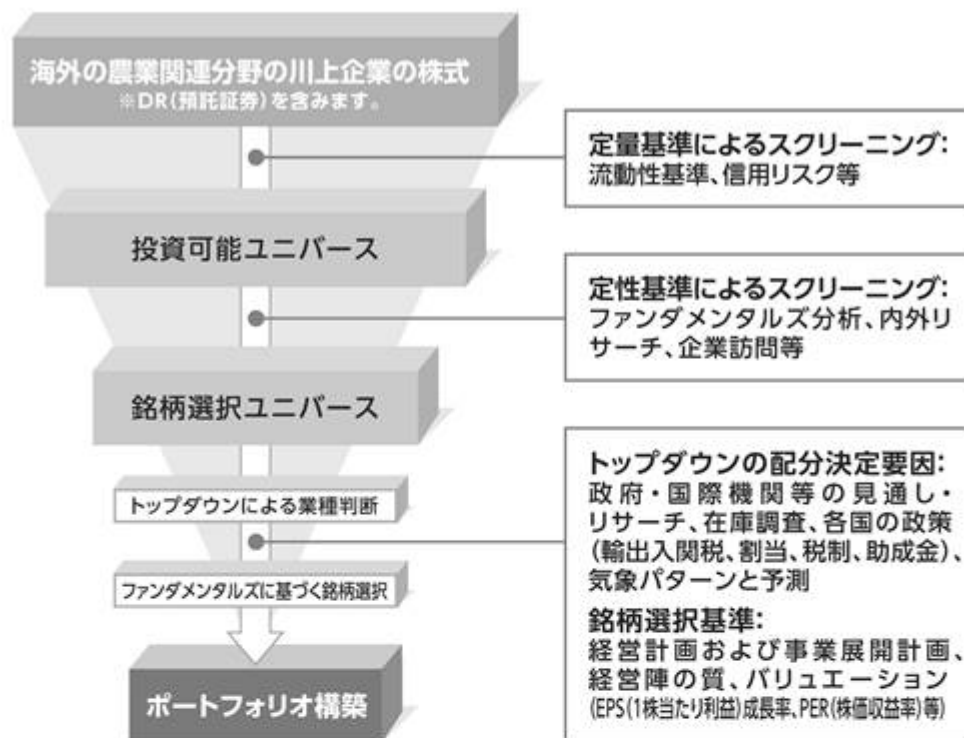 海外の農業関連分野の川上企業の株式
※DR(預託証券)を含みます。
定量基準によるスクリーニング:
流動性基準、信用リスク等
投資可能ユニバース
定性基準によるスクリーニング:
ファンダメンタルズ分析、内外リ
サーチ、企業訪問等
銘柄選択ユニバース
トップダウンによる業種判断
ファンダメンタルズに基づく銘柄選択
トップダウンの配分決定要因:
政府・国際機関等の見通し・
リサーチ、在庫調査、各国の政策
(輸出入関税、割当、税制、助成金)、
気象パターンと予測
銘柄選択基準:
経営計画および事業展開計画、
経営陣の質、バリュエーション
(EPS(1株当たり利益)成長率、PER(株価収益率)等)
ポートフォリオ構築